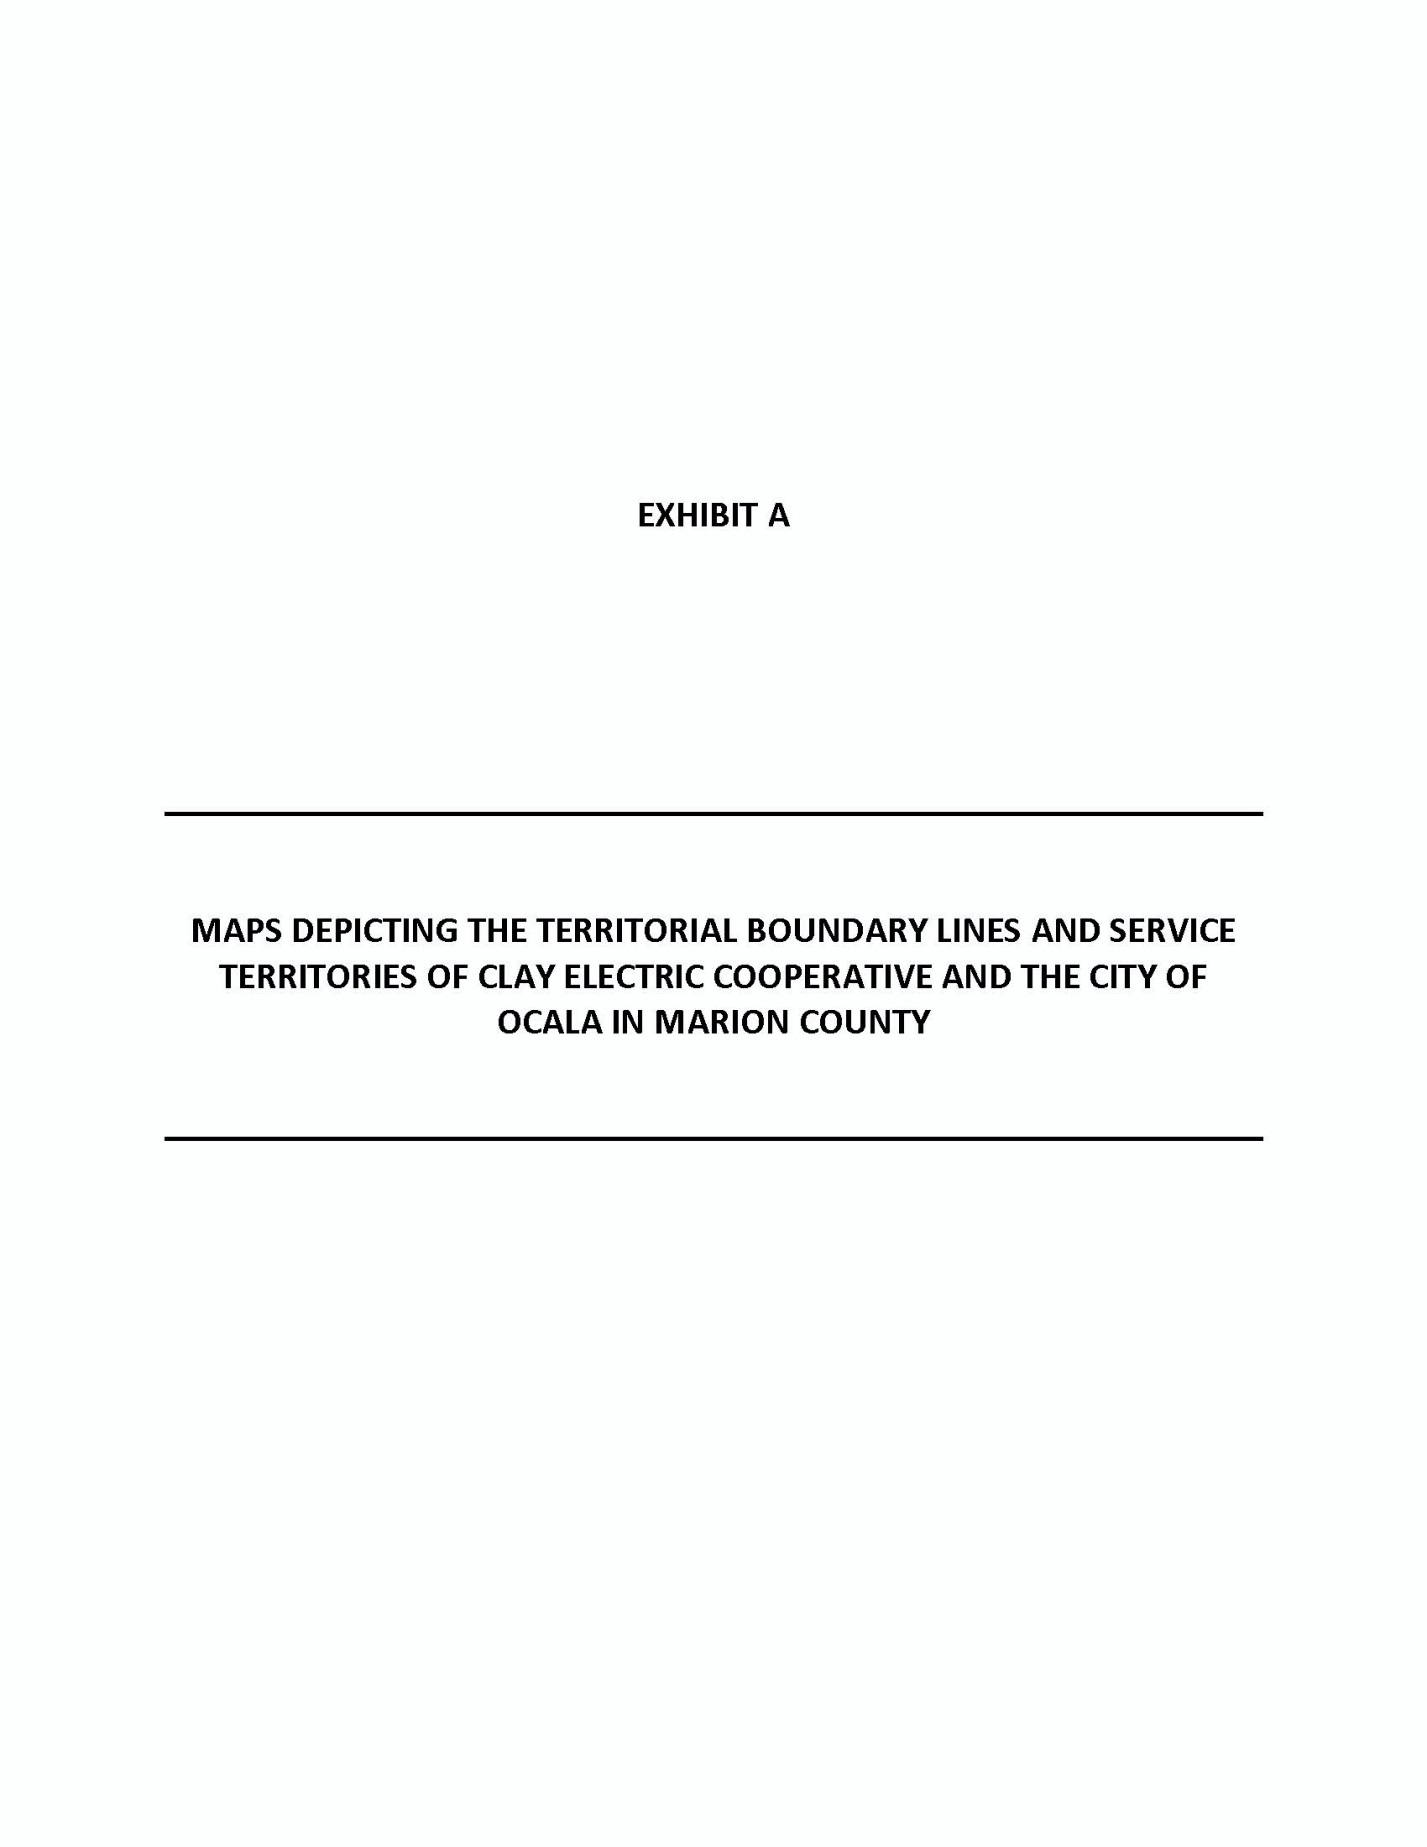 EXHIBIT A
MAPS DEPICTING THE TERRITORIAL BOUNDARY LINES AND SERVICE
TERRITORIES OF CLAY ELECTRIC COOPERATIVE AND THE CITY OF
OCALA IN MARION COUNTY